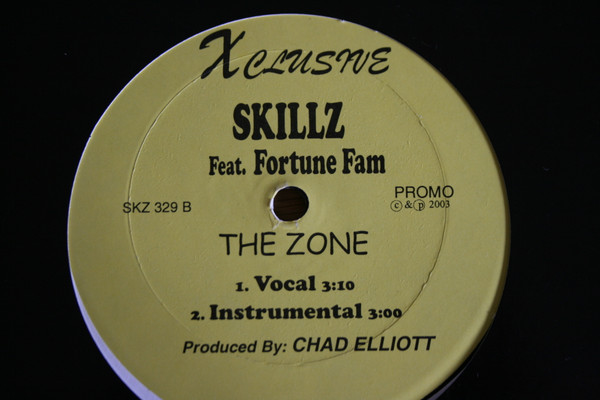 XCLUSIVE
SKILLZ
Feat. Fortune Fam
SKZ 329 B
PROMO
©&℗ 2003
THE ZONE
1. Vocal 3:10
2. Instrumental 3:00
Produced By: CHAD ELLIOTT